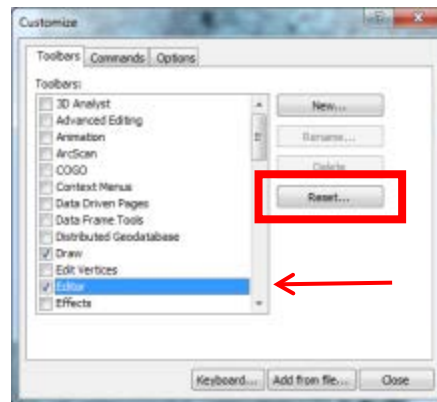 Customize
Toolbars Commands Options
Toolbars:
3D Analyst
Advanced Editing
Animation
ArcScan
COGO
Context Menus
Data Driven Pages
Data Frame Tools
Distributed Geodatabase
Draw
Edit Vertices
Editor
Effects
New...
Rename...
Delete
Reset...
Keyboard... Add from file... Close